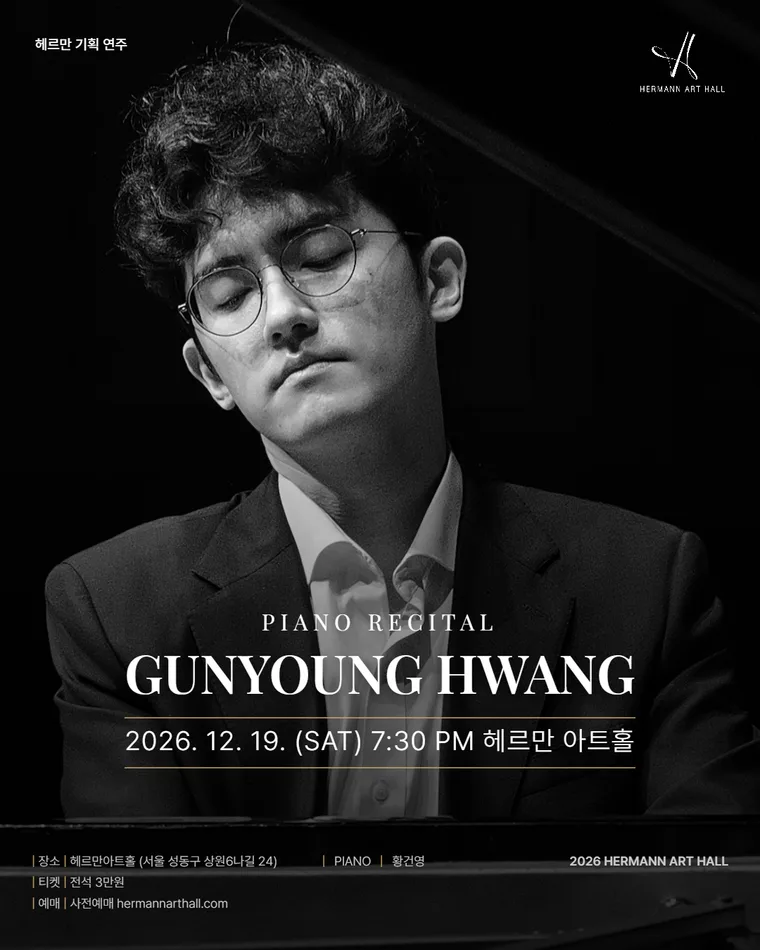 헤르만 기획 연주
HERMANN ART HALL
PIANO RECITAL
GUNYOUNG HWANG
2026. 12. 19. (SAT) 7:30 PM 헤르만 아트홀
| 장소 | 헤르만아트홀 (서울 성동구 상원6나길 24) | PIANO | 황건영 2026 HERMANN ART HALL
| 티켓 | 전석 3만원
| 예매 | 사전예매 hermannarthall.com